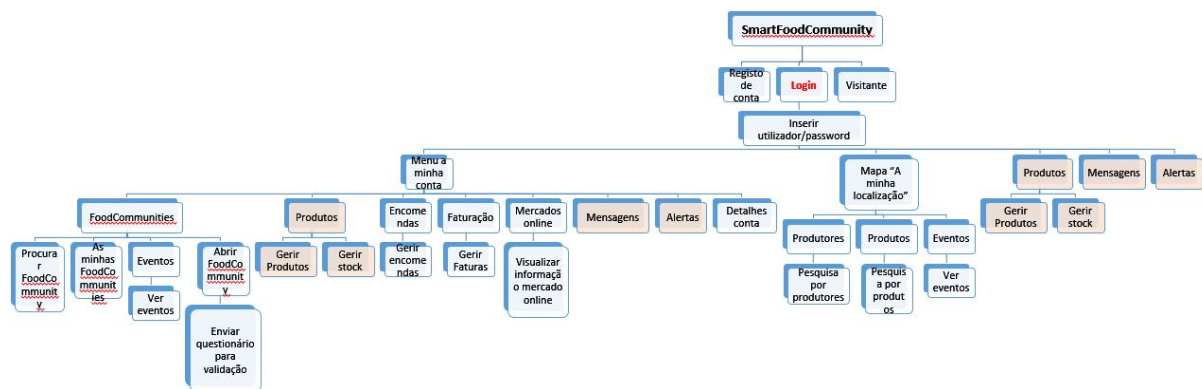 SmartFoodCommunity
Registo
de
conta
Login
Visitante
Inserir
utilizador/password
Menu a
minha
conta
Mapa "A
minha
localização"
Produtos
Mensagens
Alertas
FoodCommunities
Produtos
Encome
ndas
Faturação
Mercados
online
Mensagens
Alertas
Detalhes
conta
Gerir
Produtos
Gerir
stock
Produtores
Produtos
Eventos
Procura
r
FoodCo
mmunit
y
As
minhas
FoodCo
mmunit
ies
Eventos
Abrir
FoodCo
mmunit
y
Gerir
Produtos
Gerir
stock
Gerir
encome
ndas
Gerir
Faturas
Visualizar
informaçã
o mercado
online
Pesquisa
por
produtores
Pesquis
a por
produt
os
Ver
eventos
Ver
eventos
Enviar
questionário
para
validação